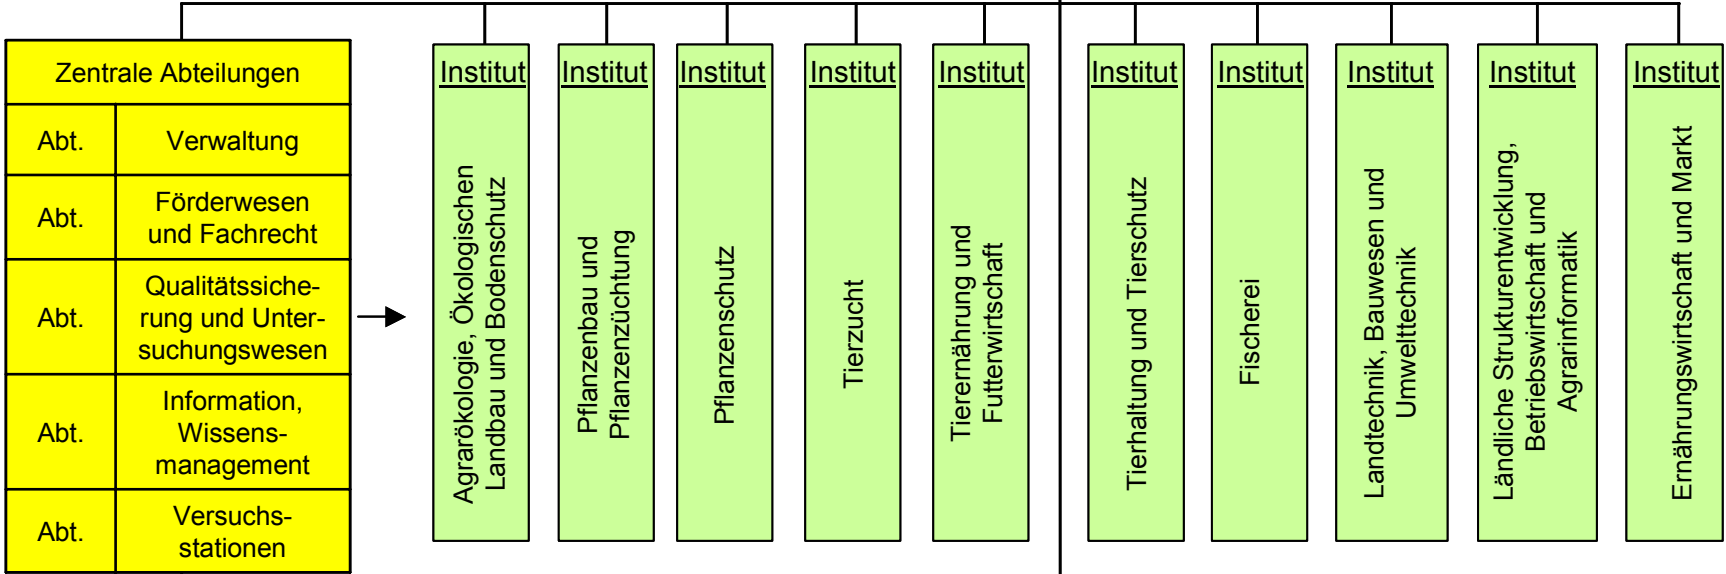 Zentrale Abteilungen
Abt.
Verwaltung
Abt.
Förderwesen
und Fachrecht
Abt.
Qualitätssiche-
rung und Unter-
suchungswesen
Abt.
Information,
Wissens-
management
Abt.
Versuchs-
stationen
Institut
Agrarökologie, Ökologischen
Landbau und Bodenschutz
Institut
Pflanzenbau und
Pflanzenzüchtung
Institut
Pflanzenschutz
Institut
Tierzucht
Institut
Tierernährung und
Futterwirtschaft
Institut
Tierhaltung und Tierschutz
Institut
Fischerei
Institut
Landtechnik, Bauwesen und
Umwelttechnik
Institut
Ländliche Strukturentwicklung,
Betriebswirtschaft und
Agrarinformatik
Institut
Ernährungswirtschaft und Markt